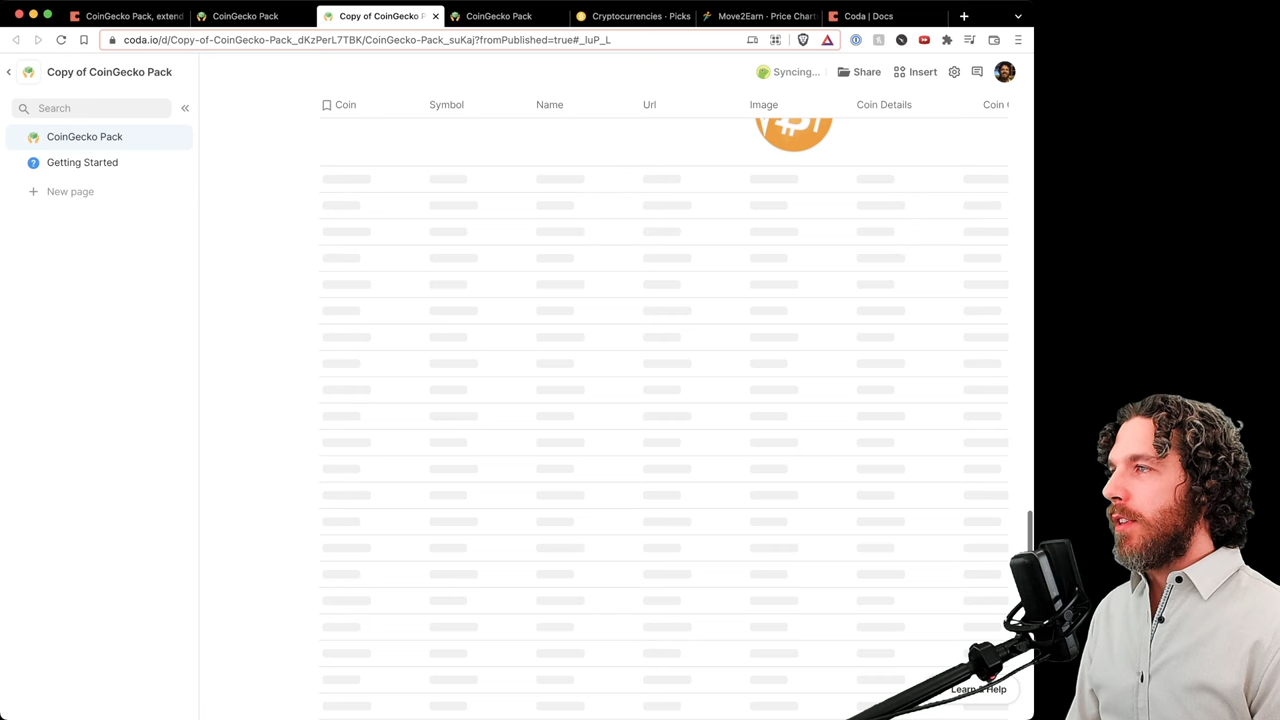 CoinGecko Pack, extend
CoinGecko Pack
Copy of CoinGecko P
CoinGecko Pack
Cryptocurrencies · Picks
Move2Earn · Price Chart
Coda | Docs
coda.io/d/Copy-of-CoinGecko-Pack_dKzPerL7TBK/CoinGecko-Pack_suKaj?fromPublished=true#_luP_L
Copy of CoinGecko Pack
Syncing...
Share
Insert
Search
CoinGecko Pack
Getting Started
New page
Coin
Symbol
Name
Url
Image
Coin Details
Coin
Learn & Help